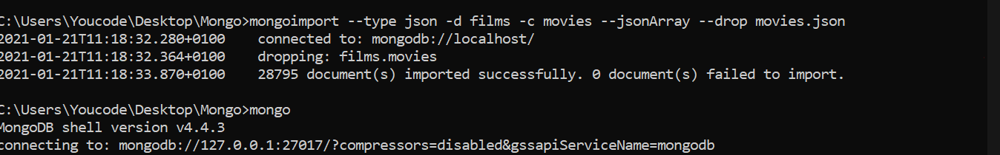 C:\Users\Youcode\Desktop\Mongo>mongoimport --type json -d films -c movies --jsonArray --drop movies.json
2021-01-21T11:18:32.280+0100    connected to: mongodb://localhost/
2021-01-21T11:18:32.364+0100    dropping: films.movies
2021-01-21T11:18:33.870+0100    28795 document(s) imported successfully. 0 document(s) failed to import.
C:\Users\Youcode\Desktop\Mongo>mongo
MongoDB shell version v4.4.3
connecting to: mongodb://127.0.0.1:27017/?compressors=disabled&gssapiServiceName=mongodb